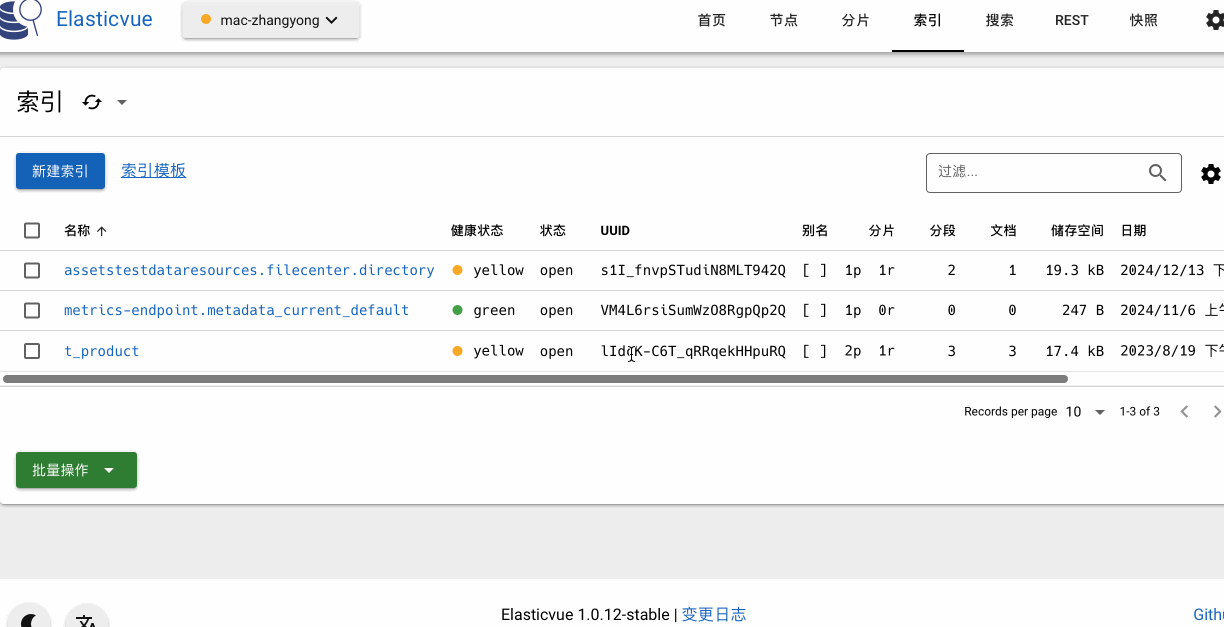 Elasticvue mac-zhangyong 首页 节点 分片 索引 搜索 REST 快照
索引
新建索引 索引模板 过滤...
名称 健康状态 状态 UUID 别名 分片 分段 文档 储存空间 日期
assetstestdataresources.filecenter.directory yellow open s1I_fnvpSTudiN8MLT942Q [ ] 1p 1r 2 1 19.3 kB 2024/12/13 下
metrics-endpoint.metadata_current_default green open VM4L6rsiSumWzO8RgpQp2Q [ ] 1p 0r 0 0 247 B 2024/11/6 上午
t_product yellow open [ ] 2p 1r 3 3 17.4 kB 2023/8/19 下午
Records per page 10 1-3 of 3
批量操作
Elasticvue 1.0.12-stable | 变更日志 Gith